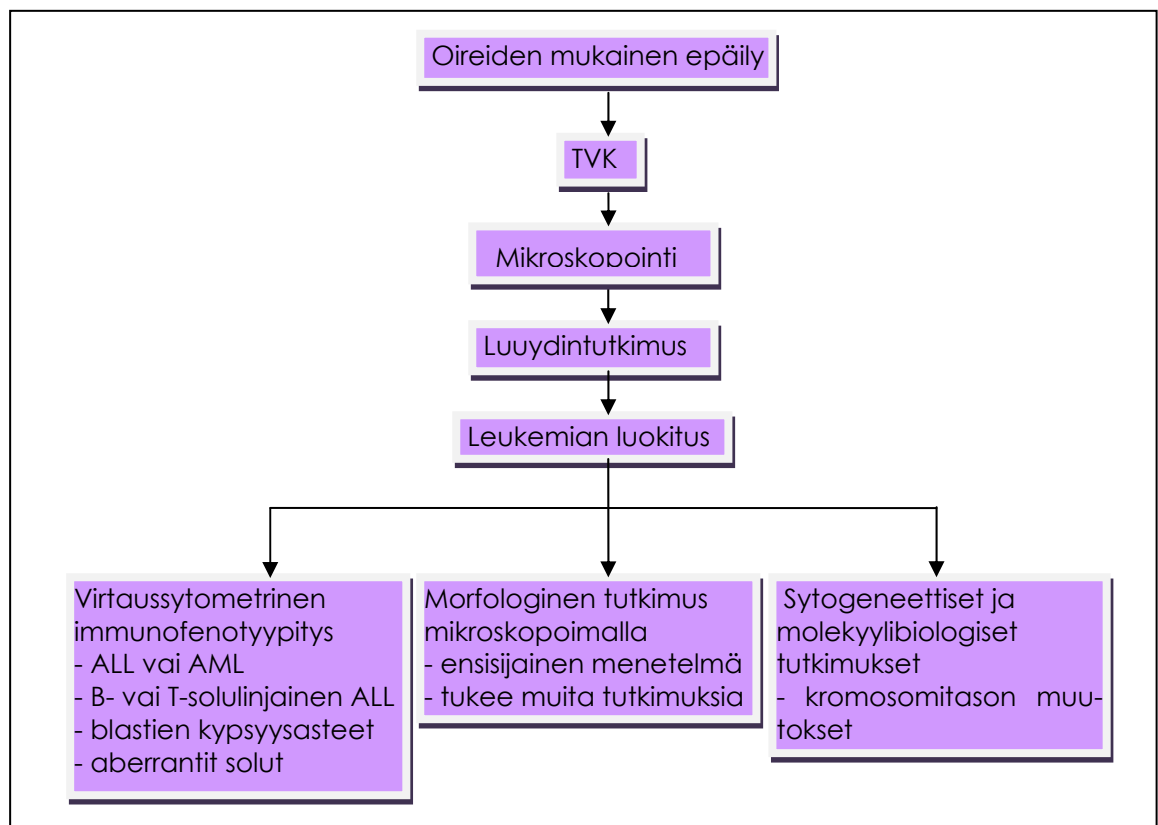 Oireiden mukainen epäily
TVK
Mikroskopointi
Luuydintutkimus
Leukemian luokitus
Virtaussytometrinen
immunofenotyypitys
- ALL vai AML
- B- vai T-solulinjainen ALL
- blastien kypsyysasteet
- aberrantit solut
Morfologinen tutkimus
mikroskopoimalla
- ensisijainen menetelmä
- tukee muita tutkimuksia
Sytogeneettiset ja
molekyylibiologiset
tutkimukset
- kromosomitason muu-
tokset